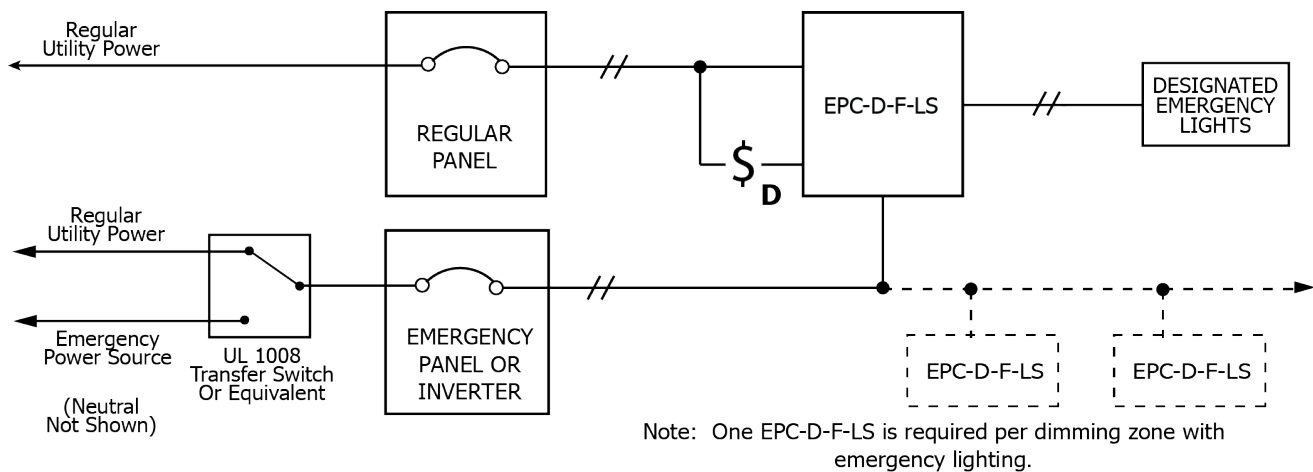 Regular
Utility Power
REGULAR
PANEL
EPC-D-F-LS
DESIGNATED
EMERGENCY
LIGHTS
$
D
Regular
Utility Power
Emergency
Power Source
(Neutral
Not Shown)
UL 1008
Transfer Switch
Or Equivalent
EMERGENCY
PANEL OR
INVERTER
EPC-D-F-LS
EPC-D-F-LS
Note: One EPC-D-F-LS is required per dimming zone with
emergency lighting.